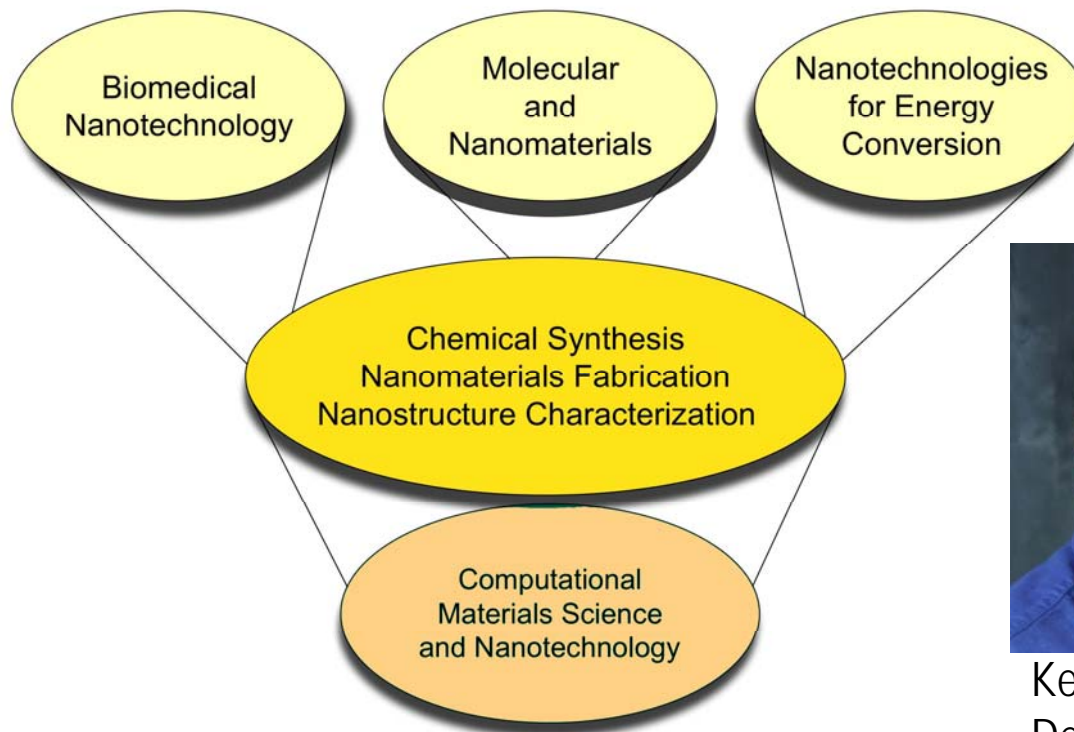 Biomedical
Nanotechnology
Molecular
and
Nanomaterials
Nanotechnologies
for Energy
Conversion
Chemical Synthesis
Nanomaterials Fabrication
Nanostructure Characterization
Computational
Materials Science
and Nanotechnology